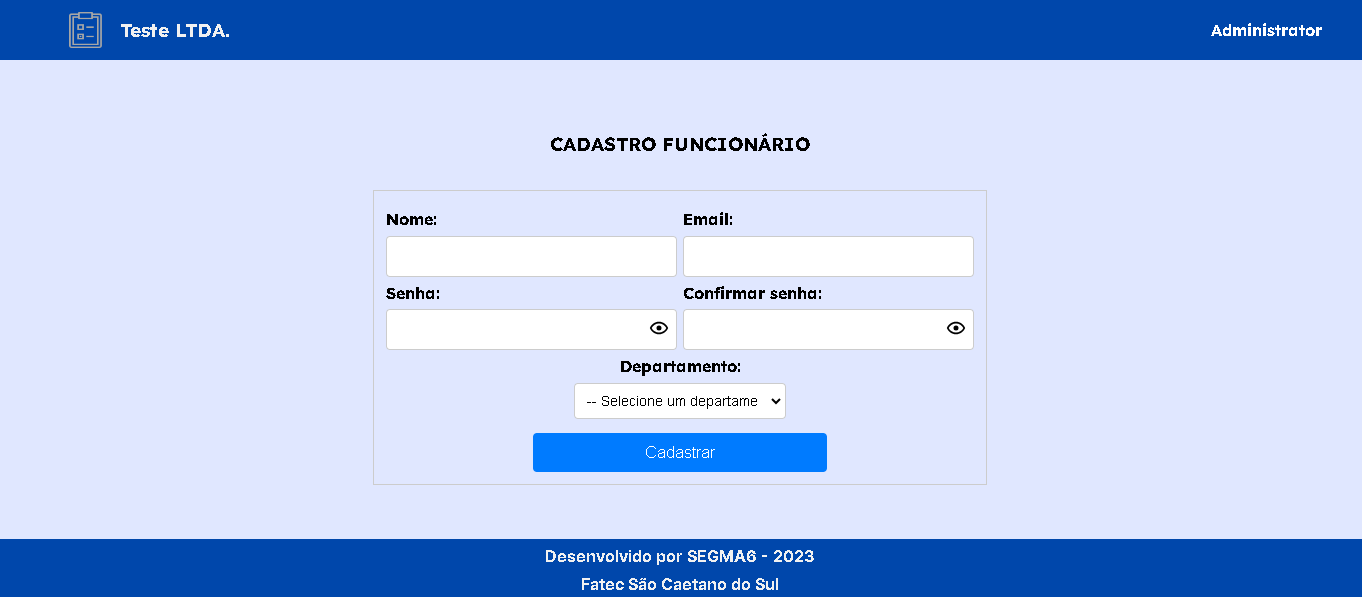 Teste LTDA.
Administrator
CADASTRO FUNCIONÁRIO
Nome:
Email:
Senha:
Confirmar senha:
Departamento:
-- Selecione um departame
Cadastrar
Desenvolvido por SEGMA6 - 2023
Fatec São Caetano do Sul